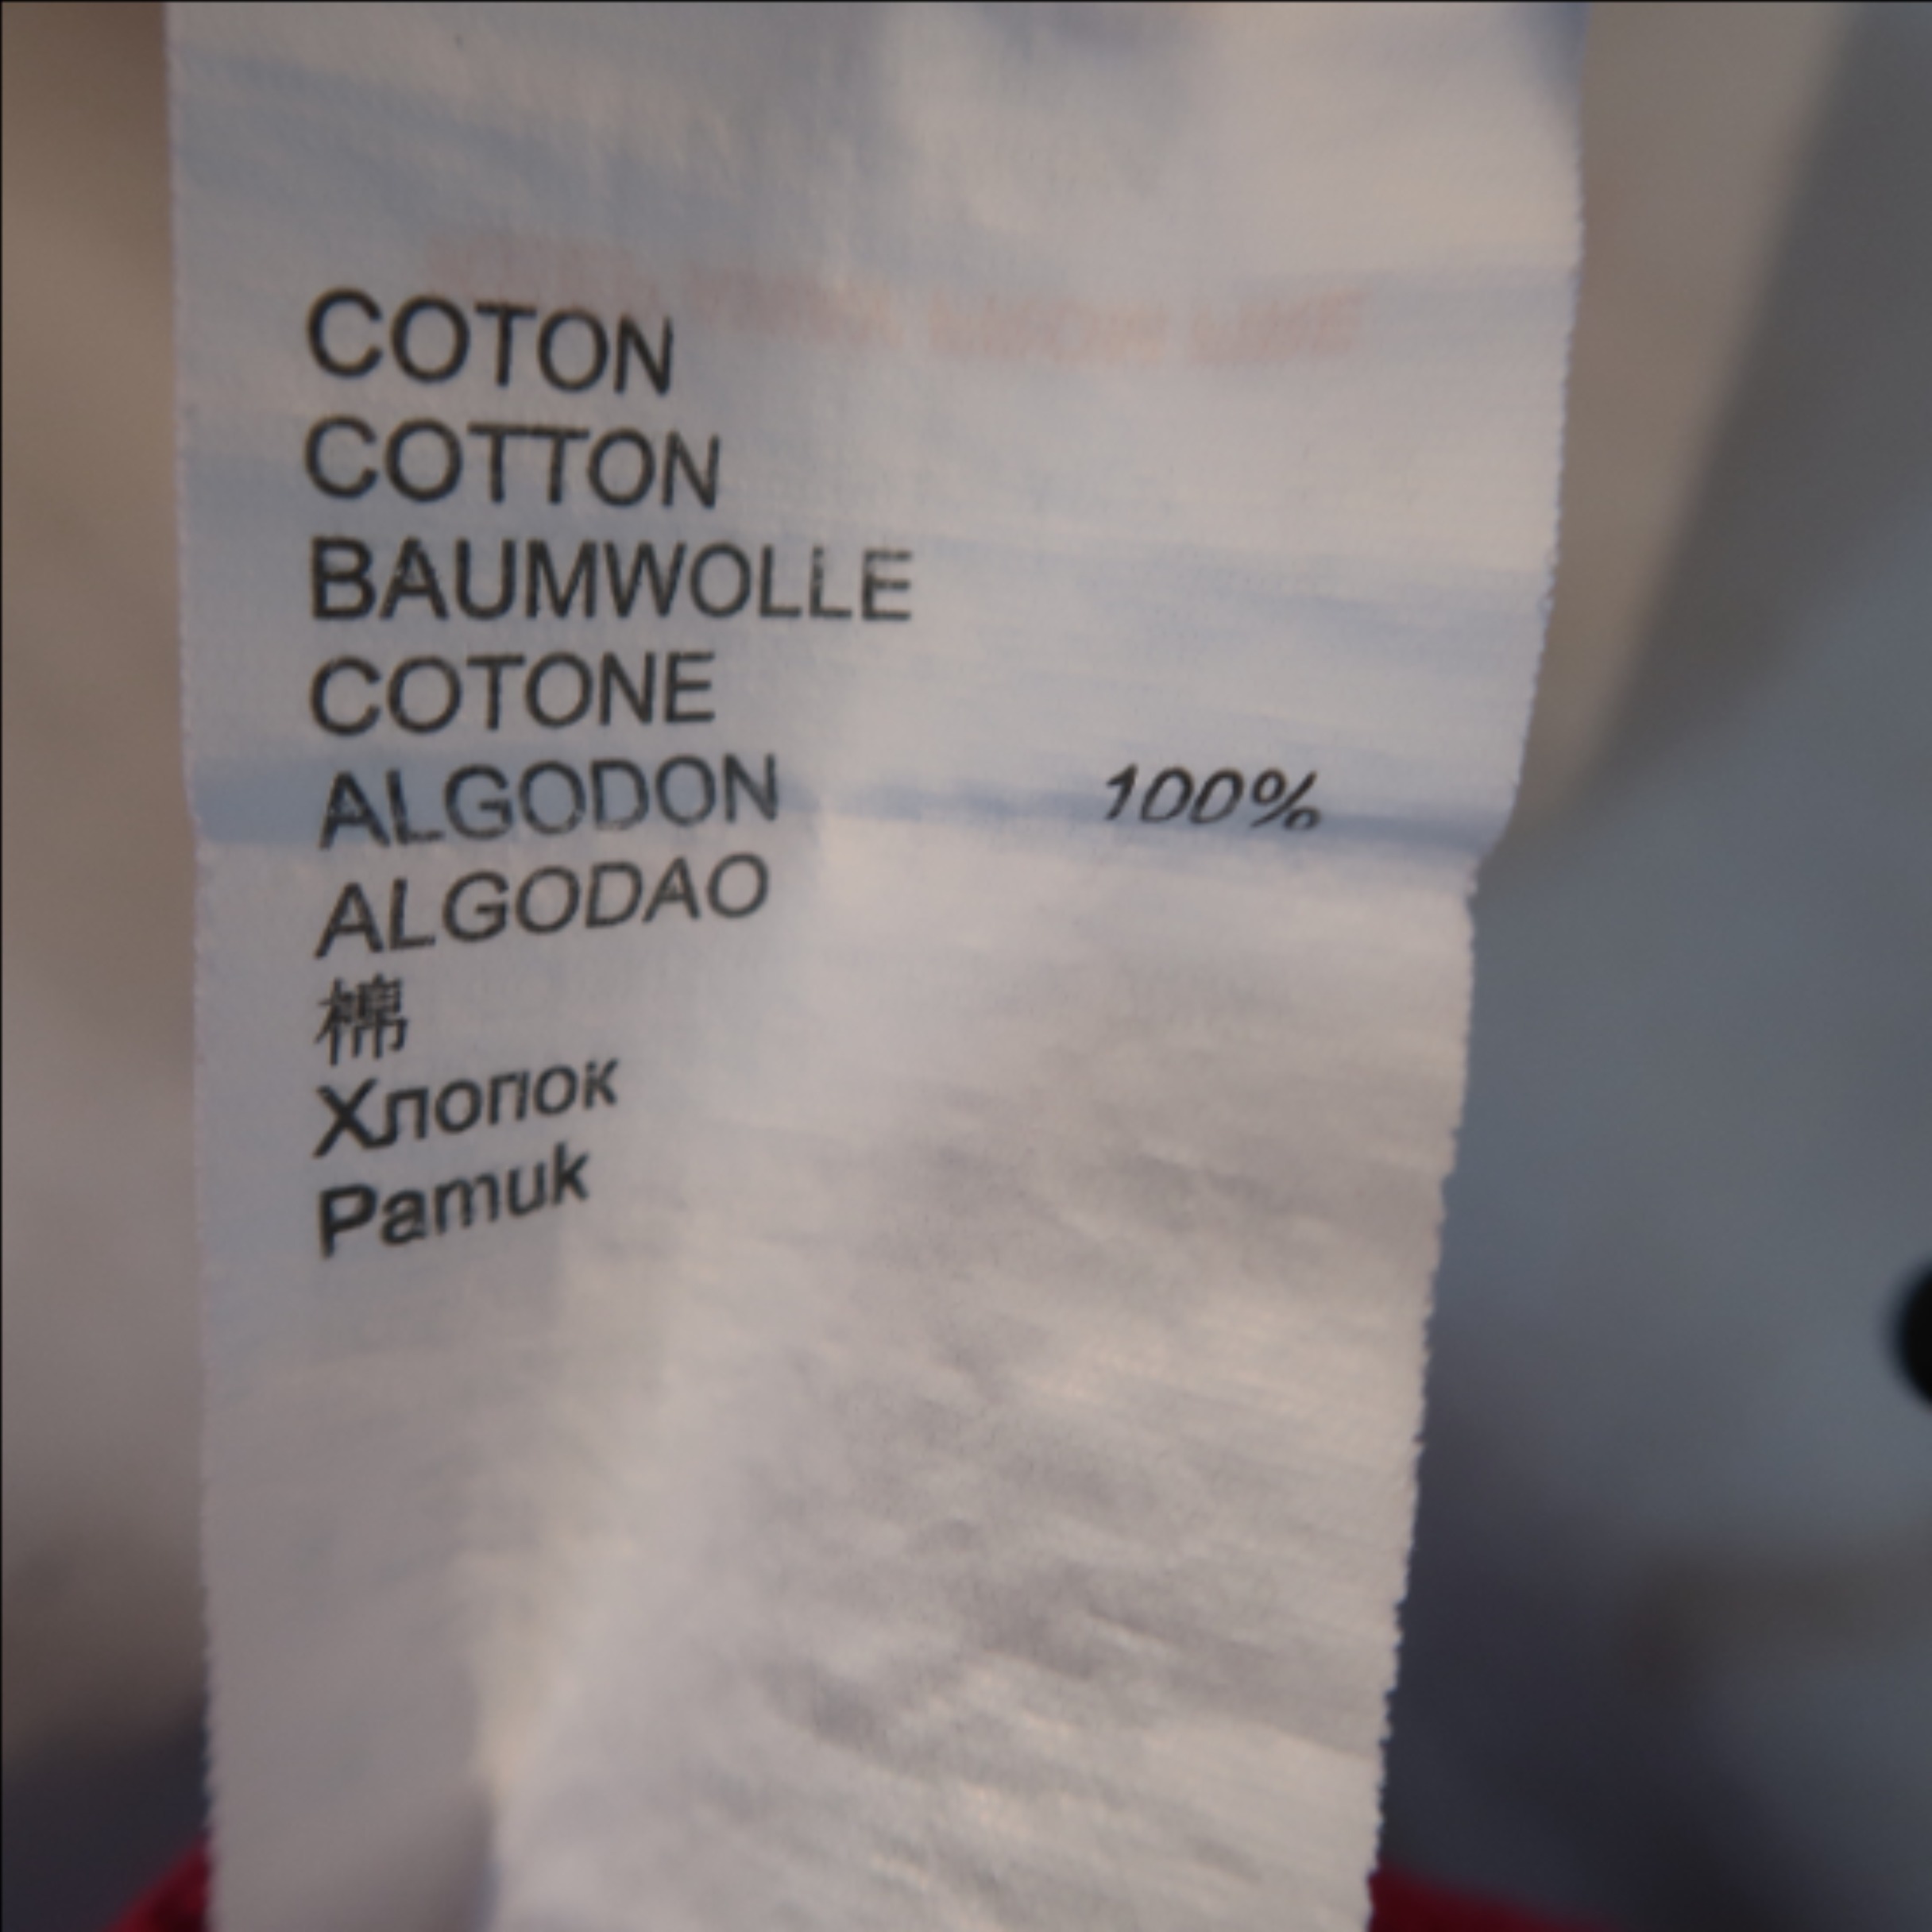 COTON
COTTON
BAUMWOLLE
COTONE
ALGODON 100%
ALGODAO
棉
Хлопок
Pamuk